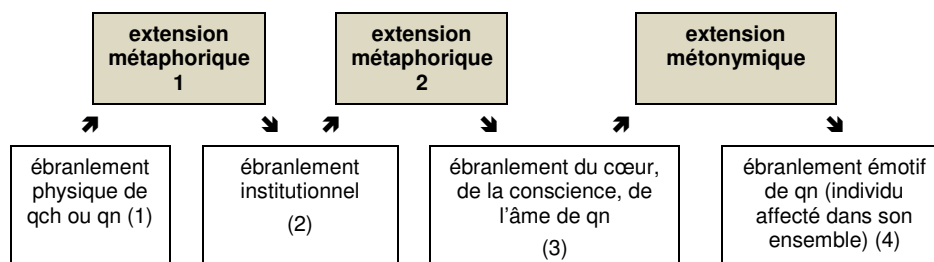 extension
métaphorique
1
extension
métaphorique
2
extension
métonymique
ébranlement
physique de
qch ou qn (1)
ébranlement
institutionnel
(2)
ébranlement du cœur,
de la conscience, de
l’âme de qn
(3)
ébranlement émotif
de qn (individu
affecté dans son
ensemble) (4)